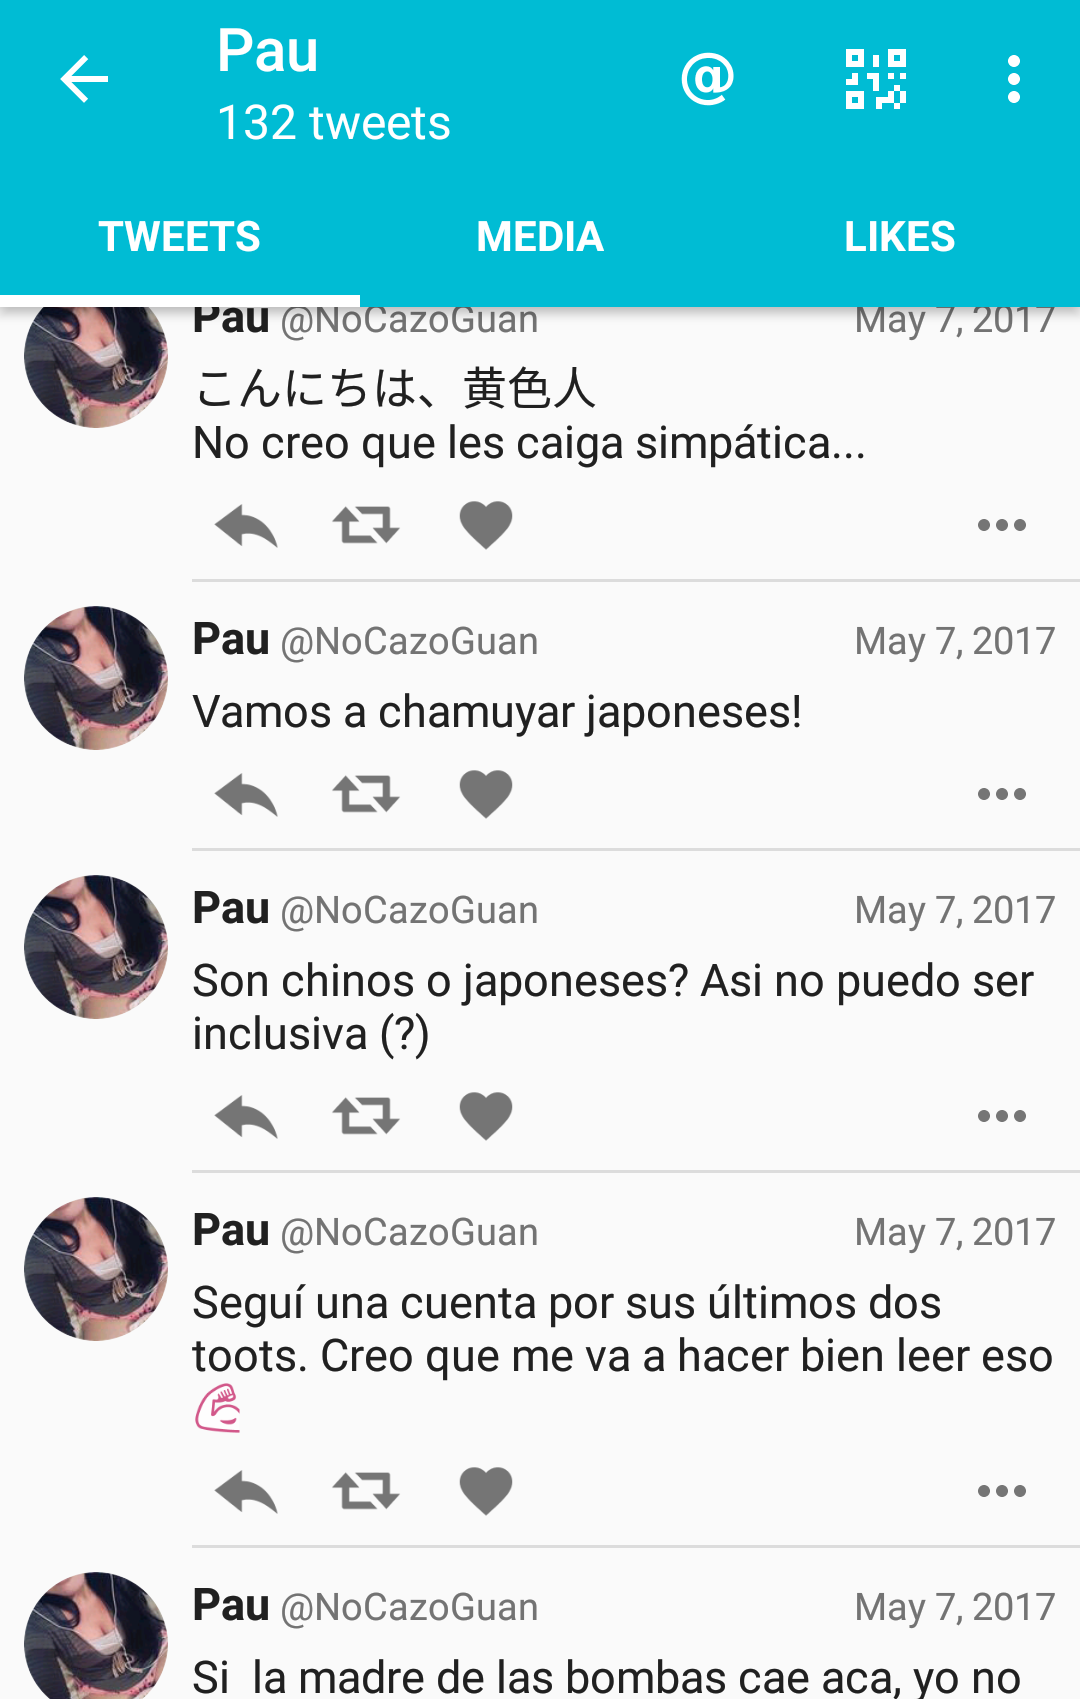 Pau
132 tweets
@
TWEETS MEDIA LIKES
Pau @NoCazoGuan May 7, 2017
こんにちは、黄色人
No creo que les caiga simpática...
Pau @NoCazoGuan May 7, 2017
Vamos a chamuyar japoneses!
Pau @NoCazoGuan May 7, 2017
Son chinos o japoneses? Asi no puedo ser
inclusiva (?)
Pau @NoCazoGuan May 7, 2017
Seguí una cuenta por sus últimos dos
toots. Creo que me va a hacer bien leer eso
💪
Pau @NoCazoGuan May 7, 2017
Si  la madre de las bombas cae aca, yo no